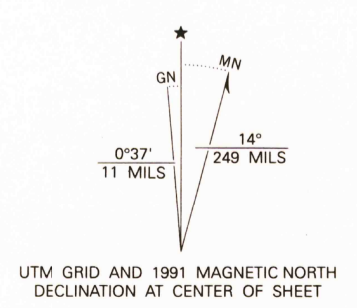 MN
GN
0°37'
11 MILS
14°
249 MILS
UTM GRID AND 1991 MAGNETIC NORTH
DECLINATION AT CENTER OF SHEET